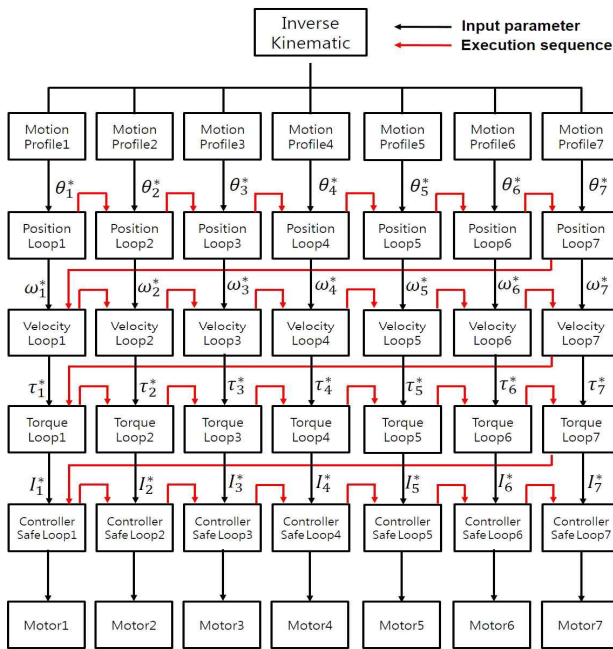 Inverse
Kinematic
Input parameter
Execution sequence
Motion Profile1 Motion Profile2 Motion Profile3 Motion Profile4 Motion Profile5 Motion Profile6 Motion Profile7
θ₁* θ₂* θ₃* θ₄* θ₅* θ₆* θ₇*
Position Loop1 Position Loop2 Position Loop3 Position Loop4 Position Loop5 Position Loop6 Position Loop7
ω₁* ω₂* ω₃* ω₄* ω₅* ω₆* ω₇*
Velocity Loop1 Velocity Loop2 Velocity Loop3 Velocity Loop4 Velocity Loop5 Velocity Loop6 Velocity Loop7
τ₁* τ₂* τ₃* τ₄* τ₅* τ₆* τ₇*
Torque Loop1 Torque Loop2 Torque Loop3 Torque Loop4 Torque Loop5 Torque Loop6 Torque Loop7
I₁* I₂* I₃* I₄* I₅* I₆* I₇*
Controller Safe Loop1 Controller Safe Loop2 Controller Safe Loop3 Controller Safe Loop4 Controller Safe Loop5 Controller Safe Loop6 Controller Safe Loop7
Motor1 Motor2 Motor3 Motor4 Motor5 Motor6 Motor7